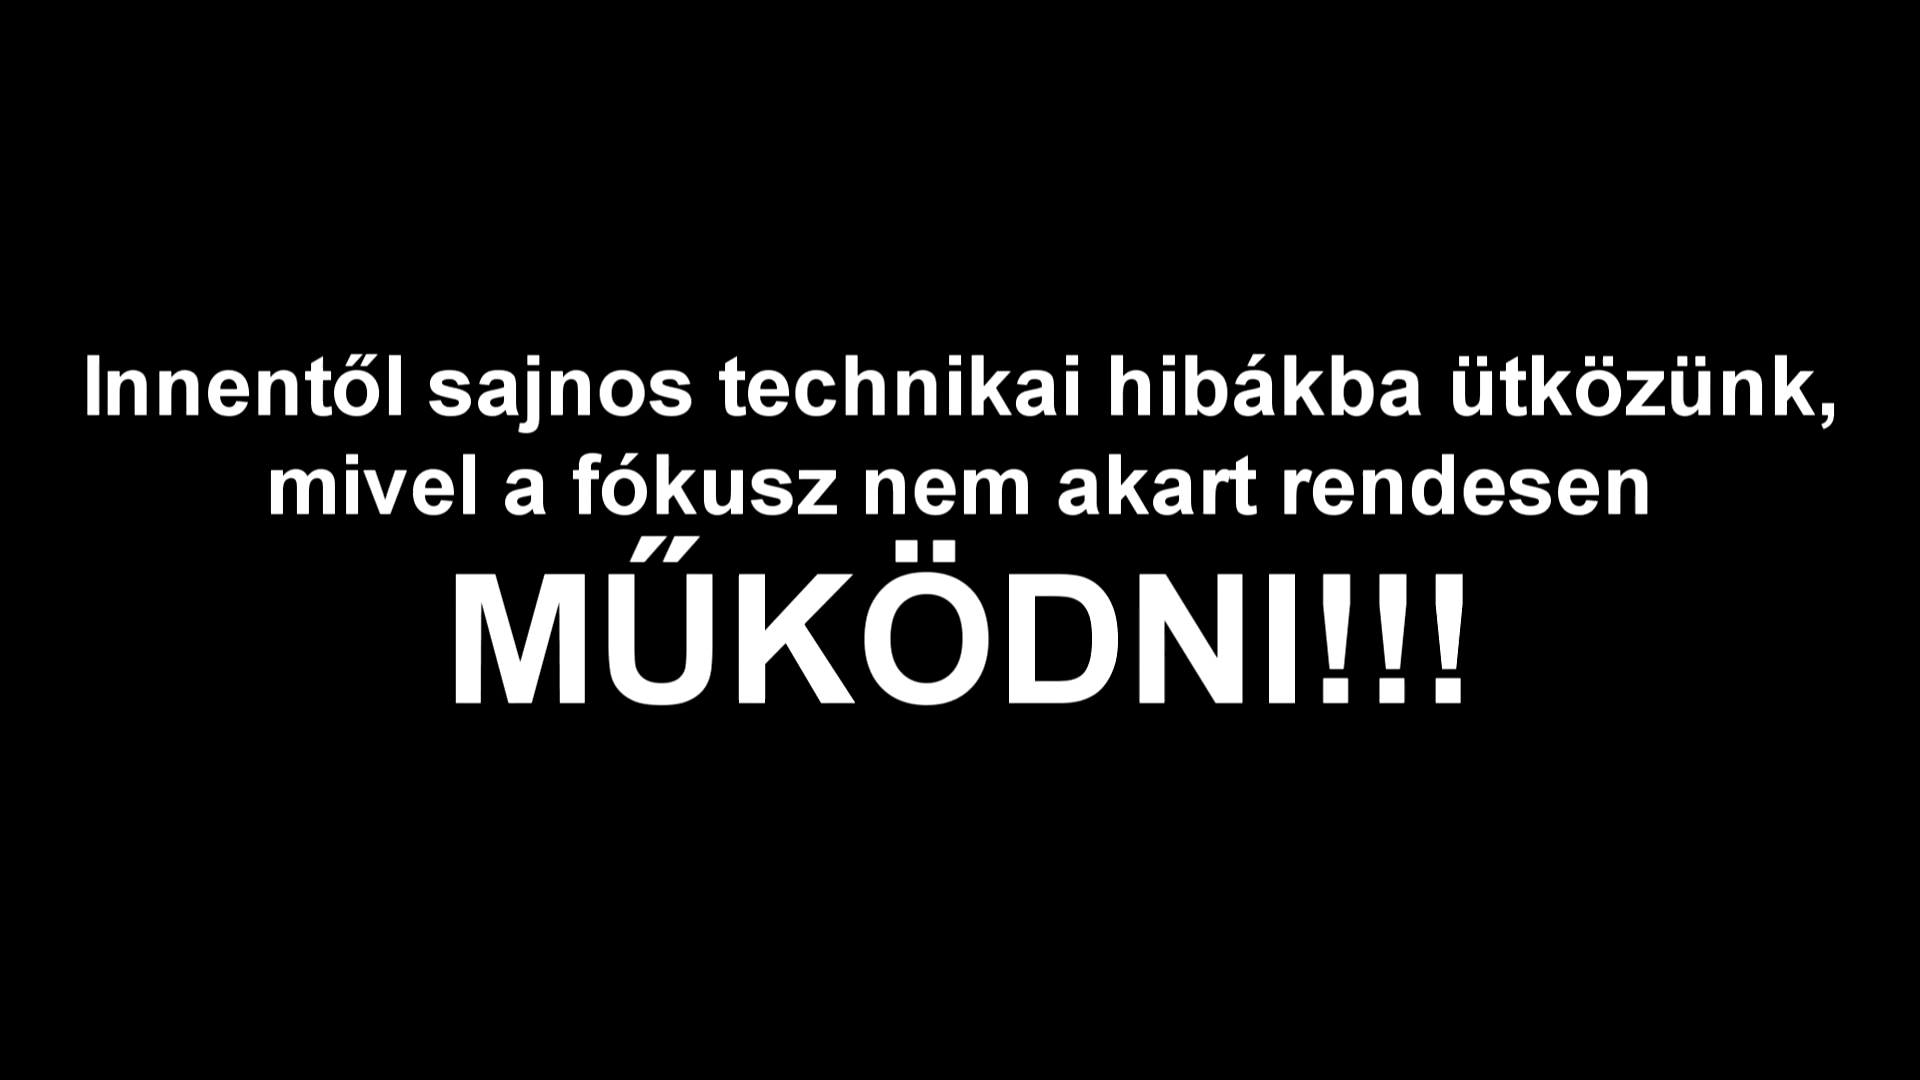 Innentől sajnos technikai hibákba ütközünk,
mivel a fókusz nem akart rendesen
MŰKÖDNI!!!